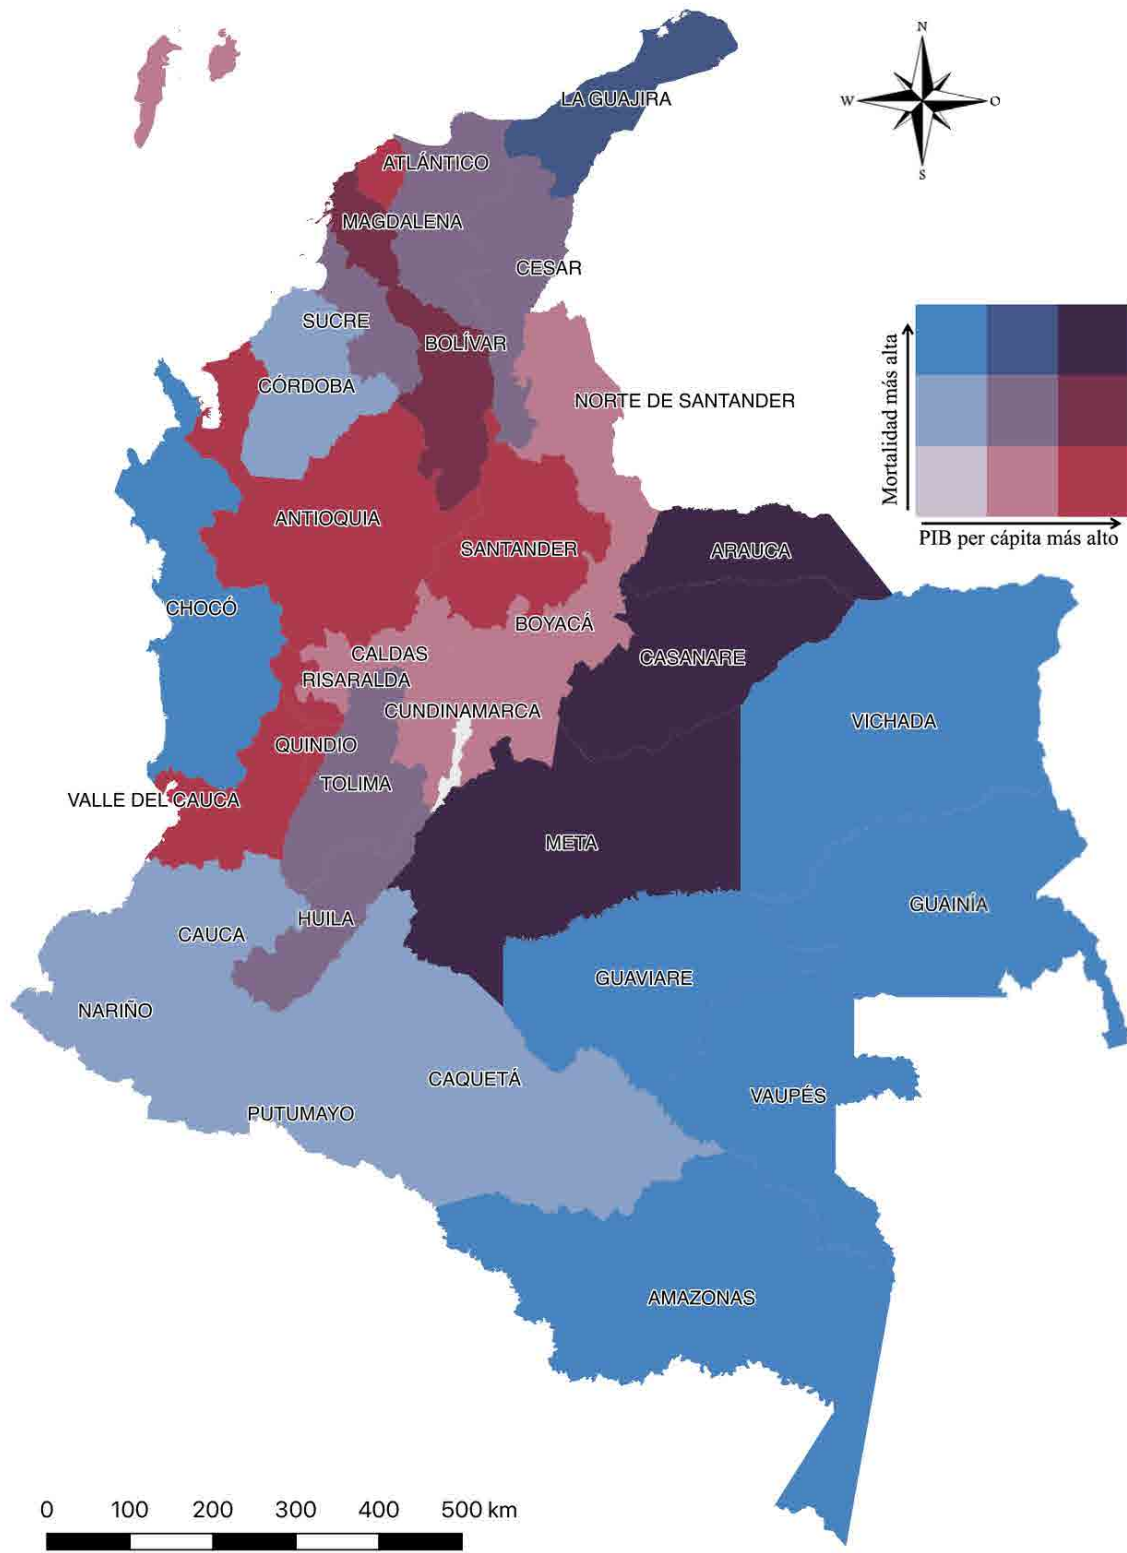 N
W
O
S
LA GUAJIRA
ATLÁNTICO
MAGDALENA
CESAR
SUCRE
BOLÍVAR
CÓRDOBA
NORTE DE SANTANDER
ANTIOQUIA
SANTANDER
ARAUCA
CHOCÓ
BOYACÁ
CALDAS
CASANARE
RISARALDA
CUNDINAMARCA
VICHADA
QUINDIO
TOLIMA
VALLE DEL CAUCA
META
GUAINÍA
HUILA
CAUCA
GUAVIARE
NARIÑO
CAQUETÁ
VAUPÉS
PUTUMAYO
AMAZONAS
Mortalidad más alta
PIB per cápita más alto
0 100 200 300 400 500 km